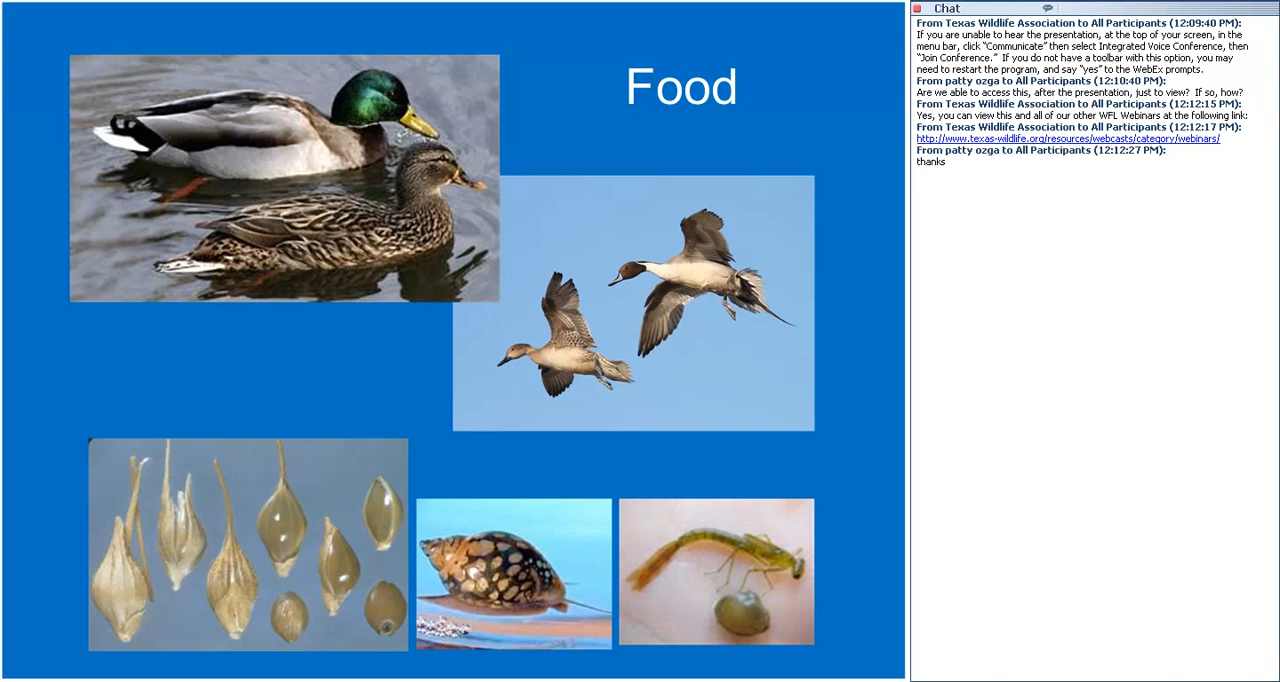 Food
Chat
From Texas Wildlife Association to All Participants (12:09:40 PM):
If you are unable to hear the presentation, at the top of your screen, in the
menu bar, click "Communicate" then select Integrated Voice Conference, then
"Join Conference."  If you do not have a toolbar with this option, you may
need to restart the program, and say "yes" to the WebEx prompts.
From patty ozga to All Participants (12:10:40 PM):
Are we able to access this, after the presentation, just to view?  If so, how?
From Texas Wildlife Association to All Participants (12:12:15 PM):
Yes, you can view this and all of our other WFL Webinars at the following link:
From Texas Wildlife Association to All Participants (12:12:17 PM):
http://www.texas-wildlife.org/resources/webcasts/category/webinars/
From patty ozga to All Participants (12:12:27 PM):
thanks